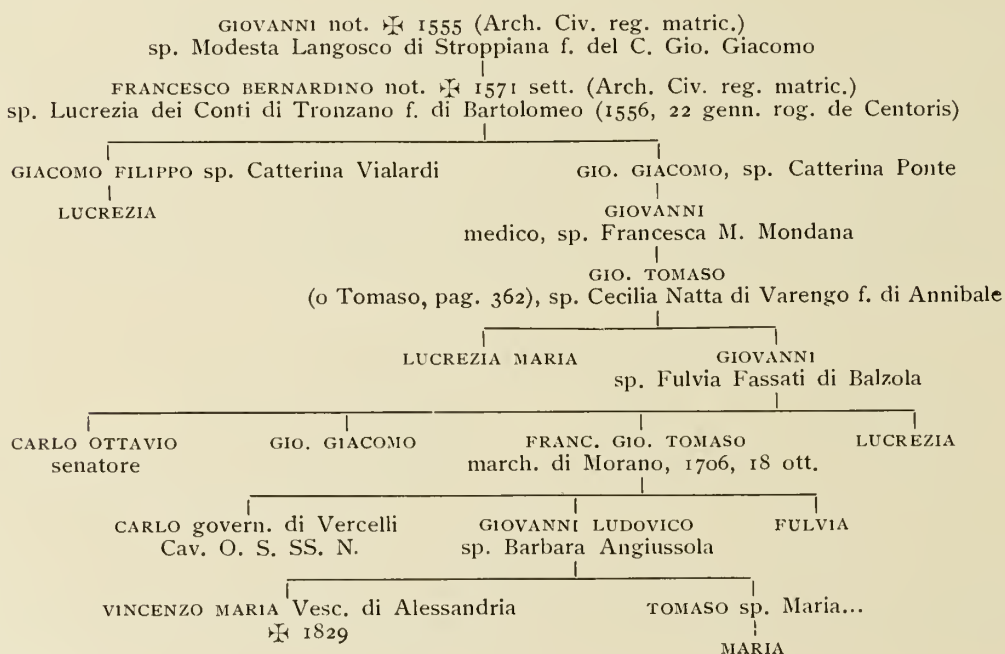 GIOVANNI not. ✠ 1555 (Arch. Civ. reg. matric.)
sp. Modesta Langosco di Stroppiana f. del C. Gio. Giacomo
FRANCESCO BERNARDINO not. ✠ 1571 sett. (Arch. Civ. reg. matric.)
sp. Lucrezia dei Conti di Tronzano f. di Bartolomeo (1556, 22 genn. rog. de Centoris)
GIACOMO FILIPPO sp. Catterina Vialardi
GIO. GIACOMO, sp. Catterina Ponte
LUCREZIA
GIOVANNI
medico, sp. Francesca M. Mondana
GIO. TOMASO
(o Tomaso, pag. 362), sp. Cecilia Natta di Varengo f. di Annibale
LUCREZIA MARIA
GIOVANNI
sp. Fulvia Fassati di Balzola
CARLO OTTAVIO
senatore
GIO. GIACOMO
FRANC. GIO. TOMASO
march. di Morano, 1706, 18 ott.
LUCREZIA
CARLO govern. di Vercelli
Cav. O. S. SS. N.
GIOVANNI LUDOVICO
sp. Barbara Angiussola
FULVIA
VINCENZO MARIA Vesc. di Alessandria
✠ 1829
TOMASO sp. Maria...
MARIA